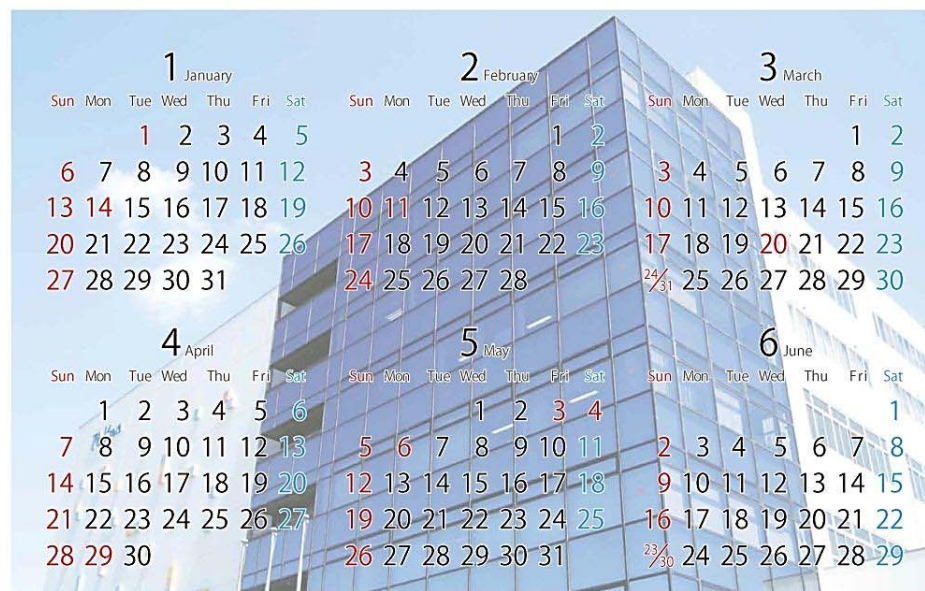 1 January
Sun Mon Tue Wed Thu Fri Sat
1 2 3 4 5
6 7 8 9 10 11 12
13 14 15 16 17 18 19
20 21 22 23 24 25 26
27 28 29 30 31
2 February
Sun Mon Tue Wed Thu Fri Sat
1 2
3 4 5 6 7 8 9
10 11 12 13 14 15 16
17 18 19 20 21 22 23
24 25 26 27 28
3 March
Sun Mon Tue Wed Thu Fri Sat
1 2
3 4 5 6 7 8 9
10 11 12 13 14 15 16
17 18 19 20 21 22 23
24/31 25 26 27 28 29 30
4 April
Sun Mon Tue Wed Thu Fri Sat
1 2 3 4 5 6
7 8 9 10 11 12 13
14 15 16 17 18 19 20
21 22 23 24 25 26 27
28 29 30
5 May
Sun Mon Tue Wed Thu Fri Sat
1 2 3 4
5 6 7 8 9 10 11
12 13 14 15 16 17 18
19 20 21 22 23 24 25
26 27 28 29 30 31
6 June
Sun Mon Tue Wed Thu Fri Sat
1
2 3 4 5 6 7 8
9 10 11 12 13 14 15
16 17 18 19 20 21 22
23/30 24 25 26 27 28 29